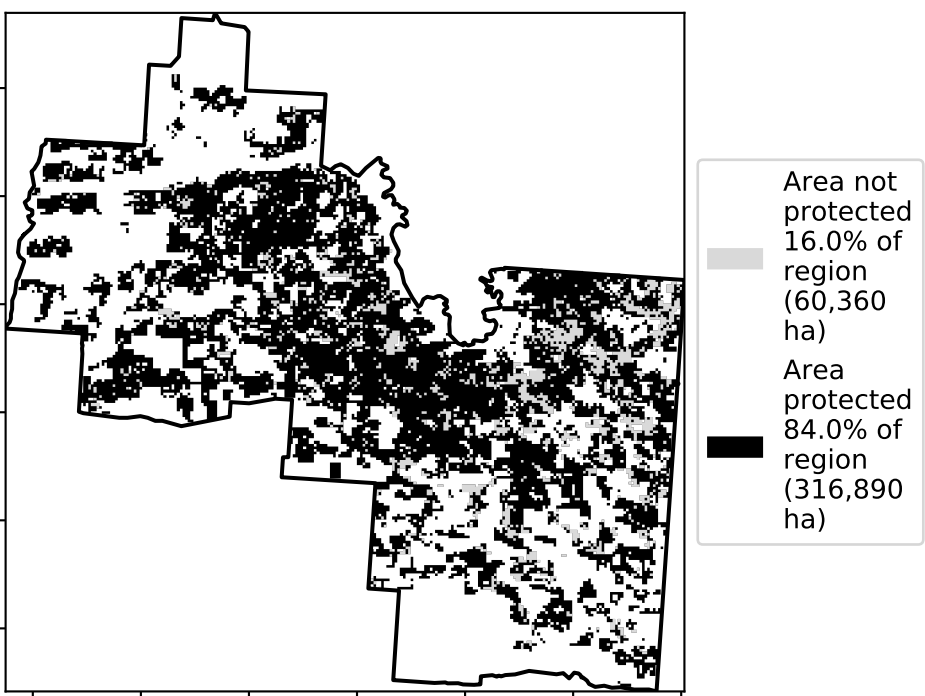 Area not
protected
16.0% of
region
(60,360
ha)
Area
protected
84.0% of
region
(316,890
ha)